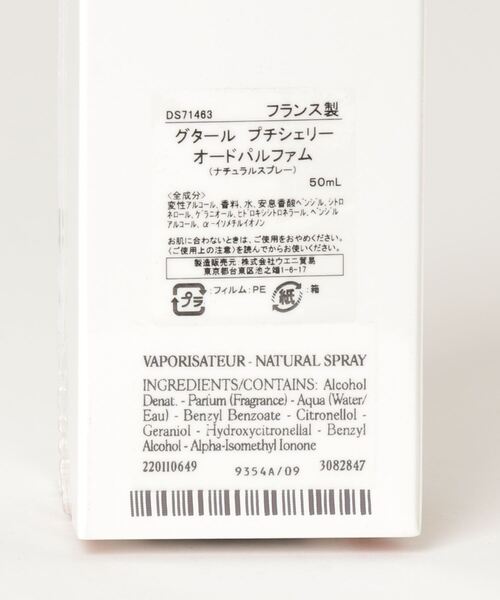 DS71463 フランス製
グタール プチシェリー
オードパルファム
(ナチュラルスプレー)
50mL
<全成分>
変性アルコール、香料、水、安息香酸ベンジル、シトロ
ネロール、ゲラニオール、ヒドロキシシトロネラール、ベンジル
アルコール、α-イソメチルイオノン
お肌に合わないときは、ご使用をおやめください。
〈ご使用上の注意〉を読んでからお使いください。
製造販売元:株式会社ウエニ貿易
東京都台東区池之端1-6-17
プラ :フィルム:PE 紙 :箱
VAPORISATEUR - NATURAL SPRAY
INGREDIENTS/CONTAINS: Alcohol
Denat. - Parfum (Fragrance) - Aqua (Water/
Eau) - Benzyl Benzoate - Citronellol -
Geraniol - Hydroxycitronellal - Benzyl
Alcohol - Alpha-Isomethyl Ionone
220110649 9354A/09 3082847